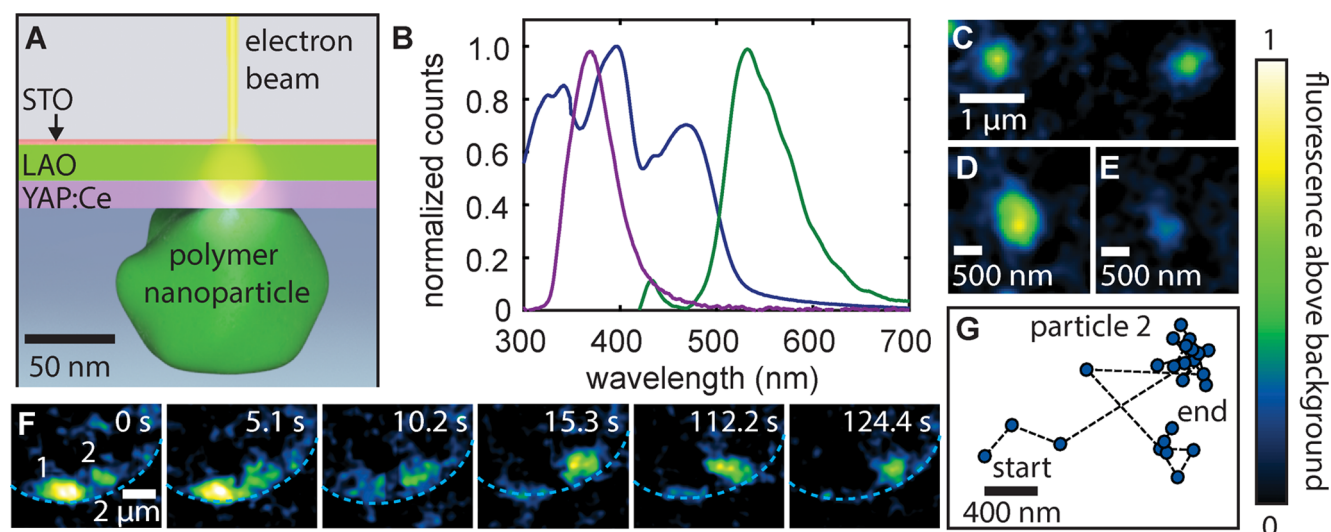 A
electron
beam
STO
LAO
YAP:Ce
polymer
nanoparticle
50 nm
B
normalized counts
1.0
0.8
0.6
0.4
0.2
0
300
400
500
600
700
wavelength (nm)
C
1 μm
D
500 nm
E
500 nm
1
fluorescence above background
0
F
0 s
1
2
2 μm
5.1 s
10.2 s
15.3 s
112.2 s
124.4 s
G
particle 2
end
start
400 nm